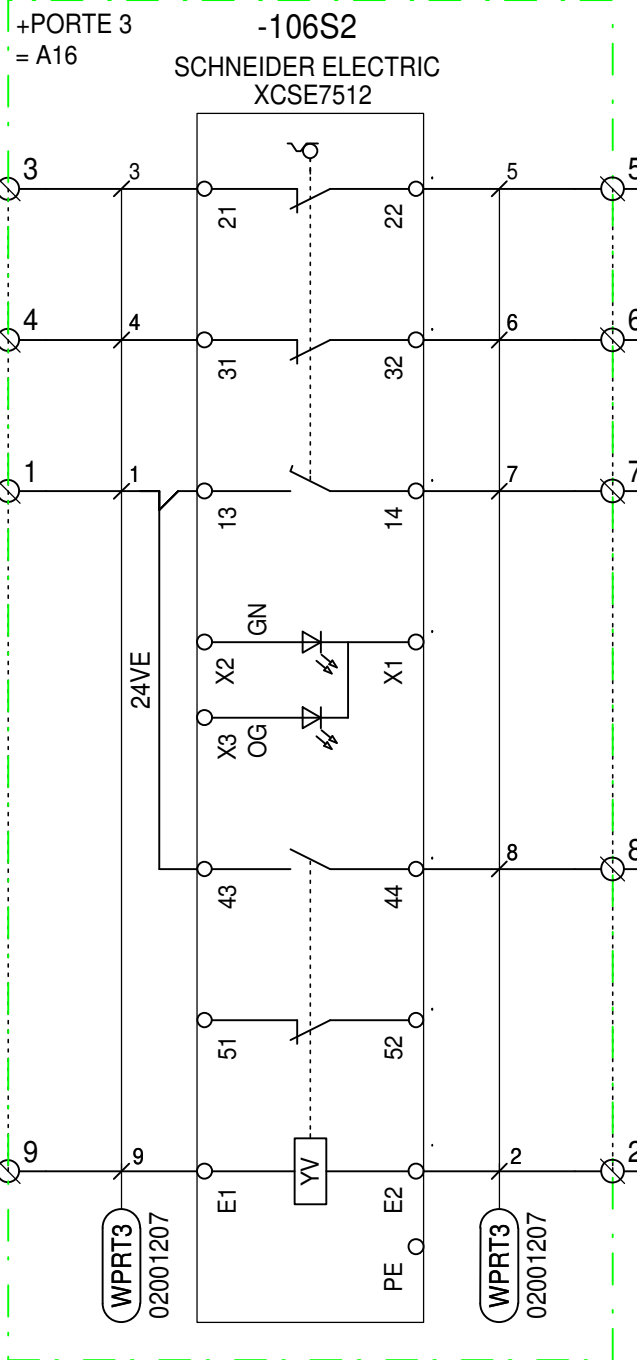 +PORTE 3
= A16
-106S2
SCHNEIDER ELECTRIC
XCSE7512
3 3 5 5
21 22
4 4 6 6
31 32
1 1 7 7
13 14
GN
X2 X1
24VE
X3 OG
8 8
43 44
51 52
9 9 YV 2 2
E1 E2
PE
WPRT3 02001207
WPRT3 02001207